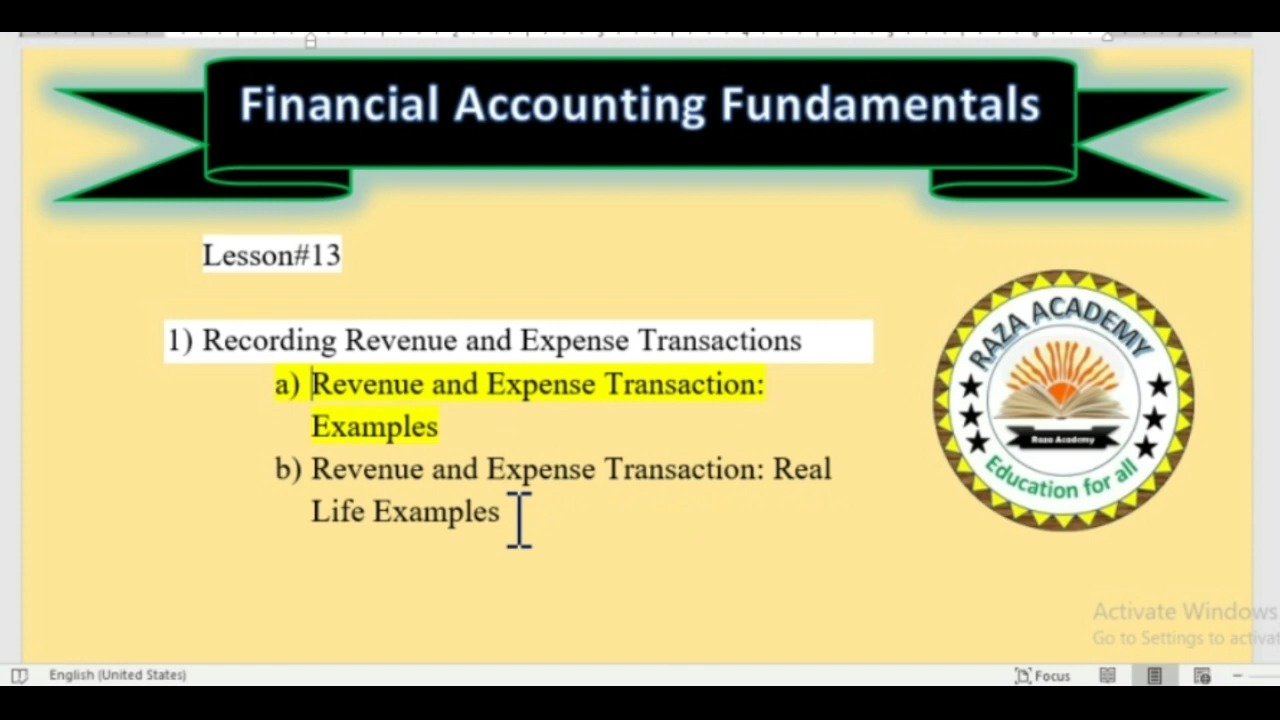 Financial Accounting Fundamentals
Lesson#13
1) Recording Revenue and Expense Transactions
a) Revenue and Expense Transaction:
Examples
b) Revenue and Expense Transaction: Real
Life Examples
RAZA ACADEMY
Raza Academy
Education for all
Activate Windows
Go to Settings to activat
English (United States)
Focus